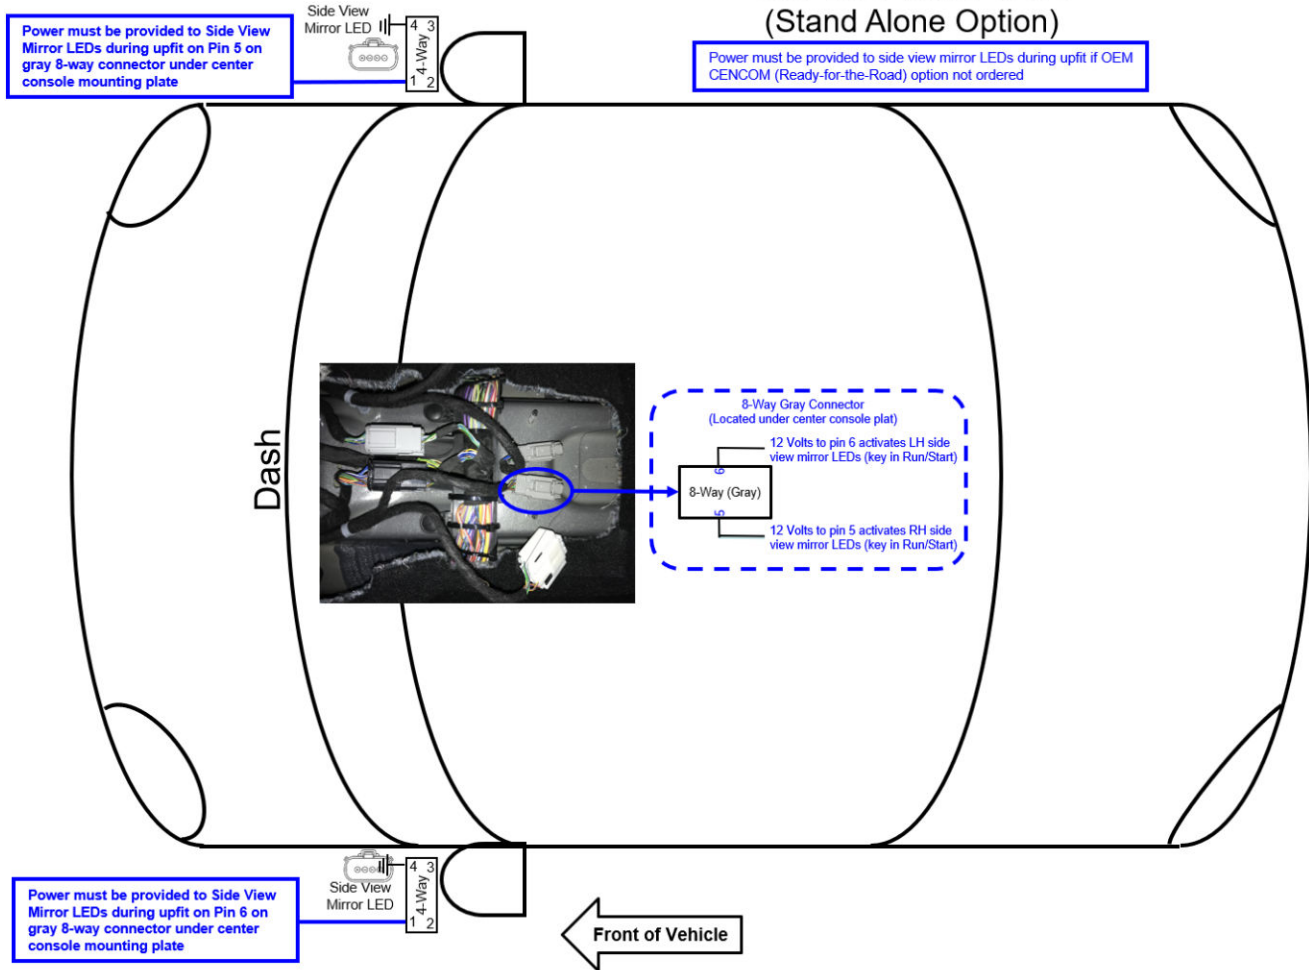 (Stand Alone Option)
Power must be provided to side view mirror LEDs during upfit if OEM
CENCOM (Ready-for-the-Road) option not ordered
Power must be provided to Side View
Mirror LEDs during upfit on Pin 5 on
gray 8-way connector under center
console mounting plate
Side View
Mirror LED
4 3
4-Way
1 2
Dash
8-Way Gray Connector
(Located under center console plat)
12 Volts to pin 6 activates LH side
view mirror LEDs (key in Run/Start)
6
8-Way (Gray)
5
12 Volts to pin 5 activates RH side
view mirror LEDs (key in Run/Start)
4 3
4-Way
1 2
Side View
Mirror LED
Power must be provided to Side View
Mirror LEDs during upfit on Pin 6 on
gray 8-way connector under center
console mounting plate
Front of Vehicle